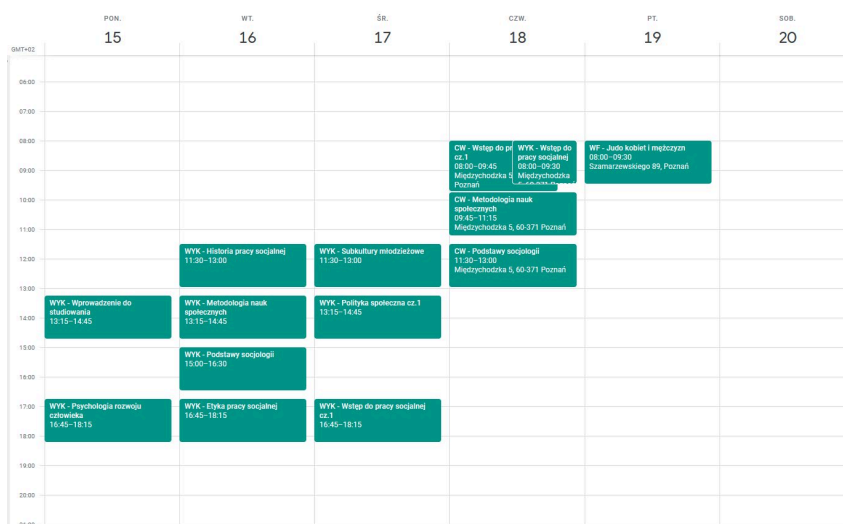 PON.
15
WT.
16
ŚR.
17
CZW.
18
PT.
19
SOB.
20
GMT+02
06:00
07:00
08:00
09:00
10:00
11:00
12:00
13:00
14:00
15:00
16:00
17:00
18:00
19:00
20:00
WYK - Wprowadzenie do
studiowania
13:15–14:45
WYK - Psychologia rozwoju
człowieka
16:45–18:15
WYK - Historia pracy socjalnej
11:30–13:00
WYK - Metodologia nauk
społecznych
13:15–14:45
WYK - Podstawy socjologii
15:00–16:30
WYK - Etyka pracy socjalnej
16:45–18:15
WYK - Subkultury młodzieżowe
11:30–13:00
WYK - Polityka społeczna cz.1
13:15–14:45
WYK - Wstęp do pracy socjalnej
cz.1
16:45–18:15
CW - Wstęp do pr
cz.1
08:00–09:45
Międzychodzka 5
Poznań
WYK - Wstęp do
pracy socjalnej
08:00–09:30
Międzychodzka
CW - Metodologia nauk
społecznych
09:45–11:15
Międzychodzka 5, 60-371 Poznań
CW - Podstawy socjologii
11:30–13:00
Międzychodzka 5, 60-371 Poznań
WF - Judo kobiet i mężczyzn
08:00–09:30
Szamarzewskiego 89, Poznań